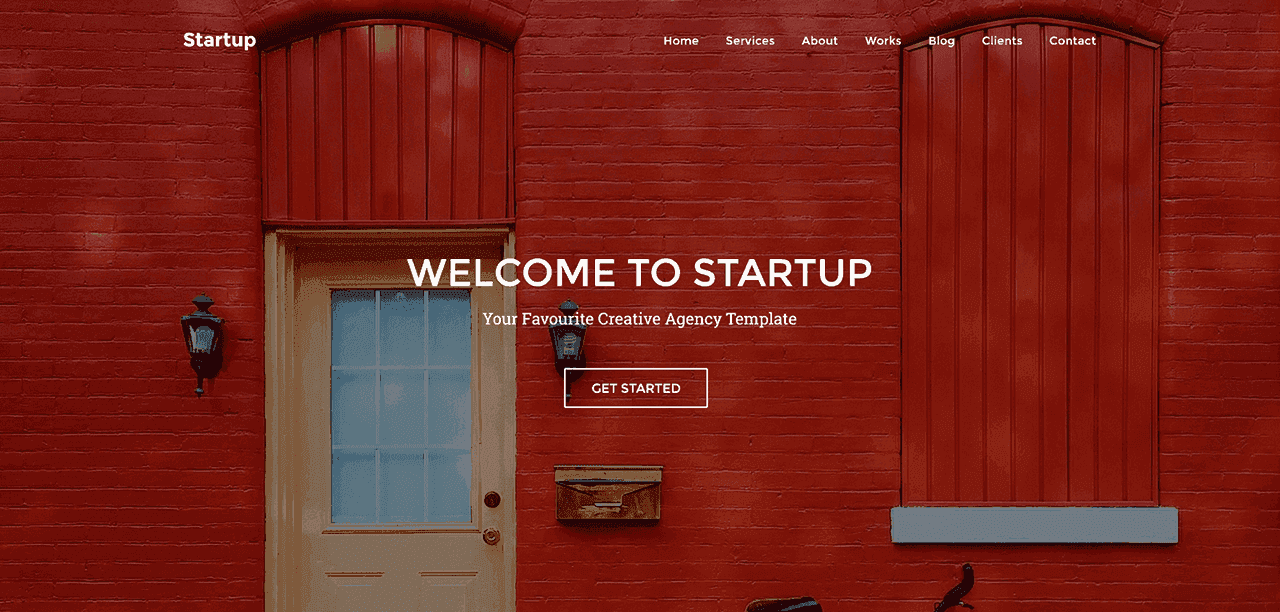 Startup
Home Services About Works Blog Clients Contact
WELCOME TO STARTUP
Your Favourite Creative Agency Template
GET STARTED